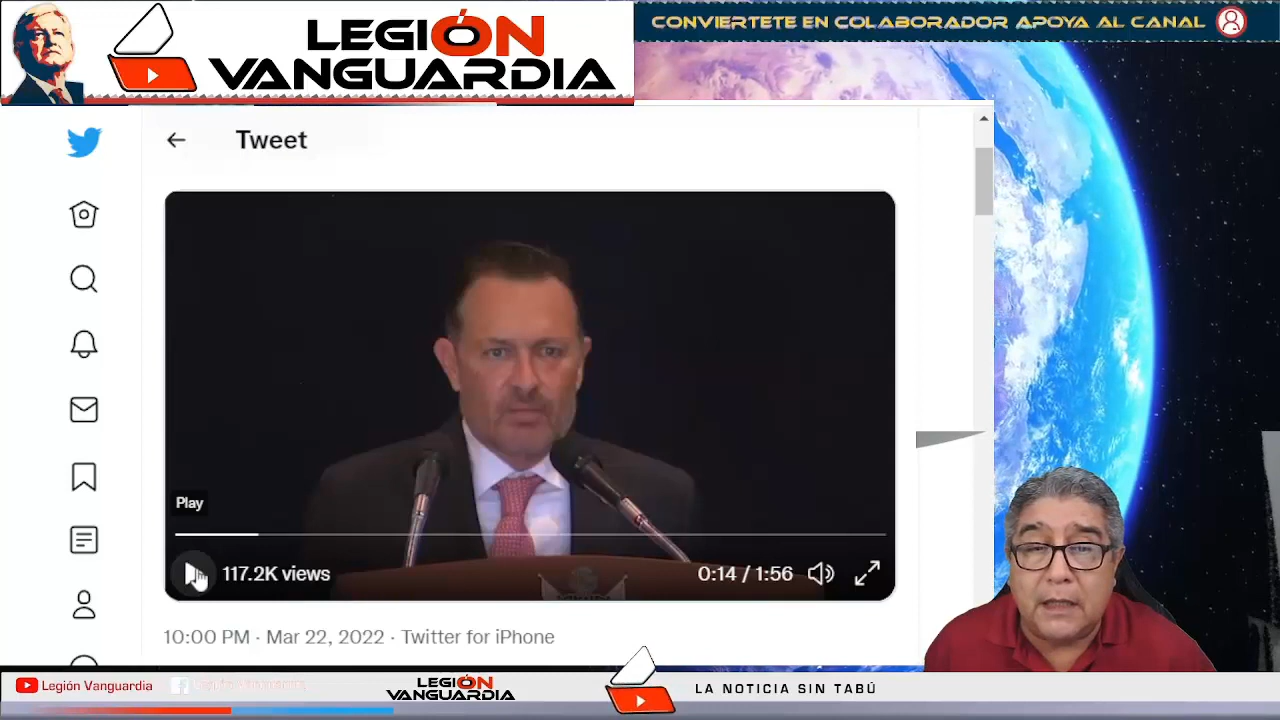 LEGIÓN
VANGUARDIA
CONVIERTETE EN COLABORADOR APOYA AL CANAL
Tweet
Play
117.2K views
0:14 / 1:56
10:00 PM · Mar 22, 2022 · Twitter for iPhone
Legión Vanguardia
LEGIÓN
VANGUARDIA
LA NOTICIA SIN TABÚ